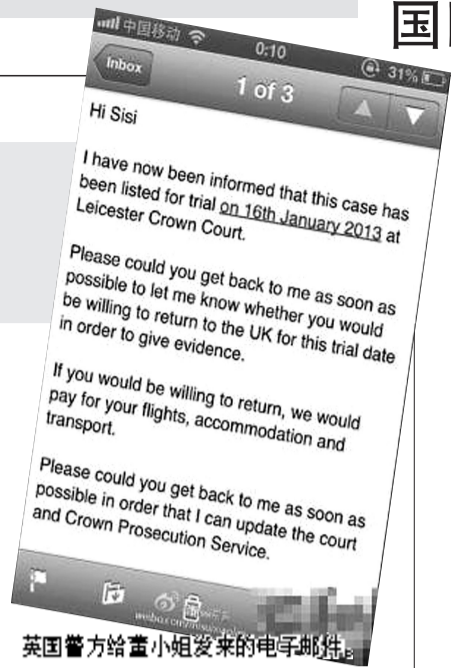 国
中国移动 0:10 31%
Inbox 1 of 3
Hi Sisi
I have now been informed that this case has
been listed for trial on 16th January 2013 at
Leicester Crown Court.
Please could you get back to me as soon as
possible to let me know whether you would
be willing to return to the UK for this trial date
in order to give evidence.
If you would be willing to return, we would
pay for your flights, accommodation and
transport.
Please could you get back to me as soon as
possible in order that I can update the court
and Crown Prosecution Service.
英国警方给董小姐发来的电子邮件。